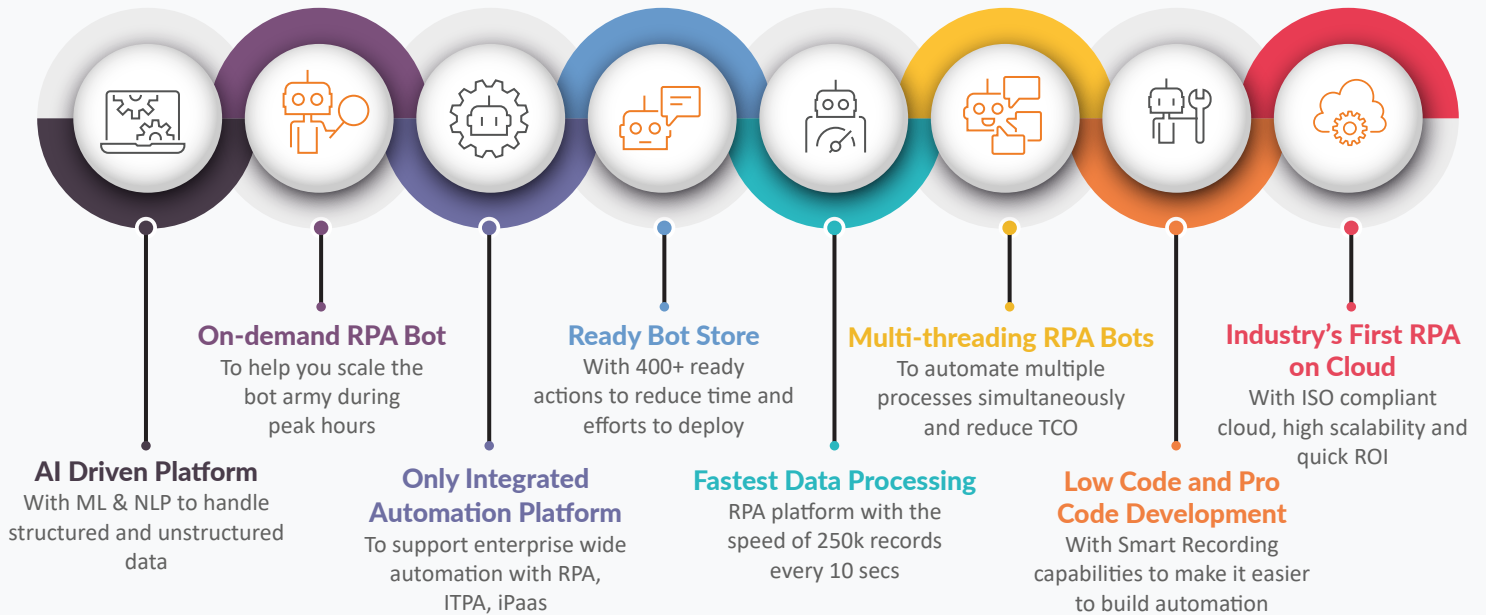 AI Driven Platform
With ML & NLP to handle
structured and unstructured
data
On-demand RPA Bot
To help you scale the
bot army during
peak hours
Only Integrated
Automation Platform
To support enterprise wide
automation with RPA,
ITPA, iPaas
Ready Bot Store
With 400+ ready
actions to reduce time and
efforts to deploy
Fastest Data Processing
RPA platform with the
speed of 250k records
every 10 secs
Multi-threading RPA Bots
To automate multiple
processes simultaneously
and reduce TCO
Low Code and Pro
Code Development
With Smart Recording
capabilities to make it easier
to build automation
Industry’s First RPA
on Cloud
With ISO compliant
cloud, high scalability and
quick ROI